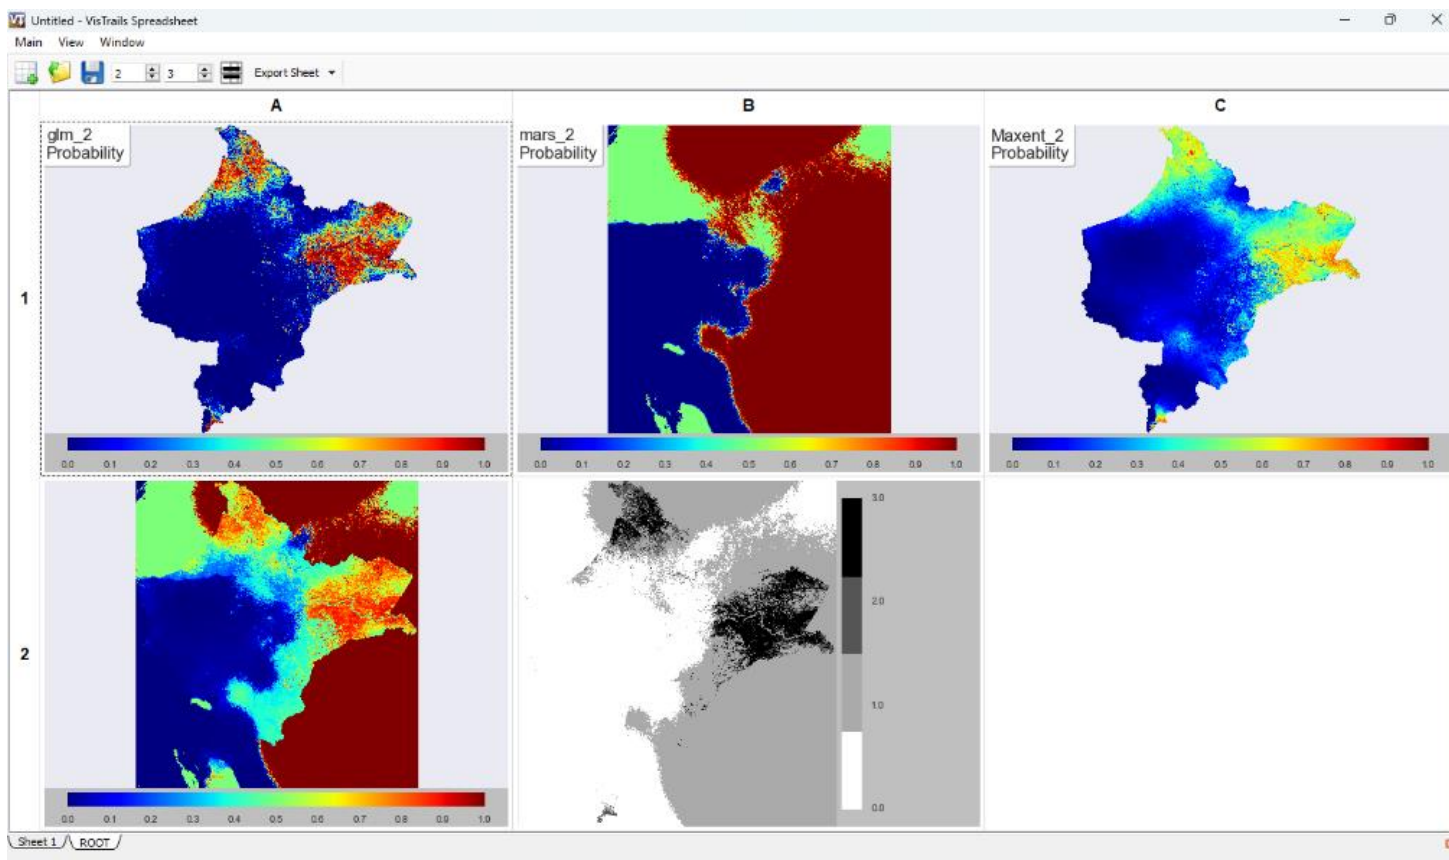 Untitled - VisTrails Spreadsheet
Main View Window
2 3 Export Sheet
A B C
1
glm_2
Probability
mars_2
Probability
Maxent_2
Probability
0.0 0.1 0.2 0.3 0.4 0.5 0.6 0.7 0.8 0.9 1.0
0.0 0.1 0.2 0.3 0.4 0.5 0.6 0.7 0.8 0.9 1.0
0.0 0.1 0.2 0.3 0.4 0.5 0.6 0.7 0.8 0.9 1.0
2
0.0 0.1 0.2 0.3 0.4 0.5 0.6 0.7 0.8 0.9 1.0
3.0
2.0
1.0
0.0
Sheet 1 ROOT